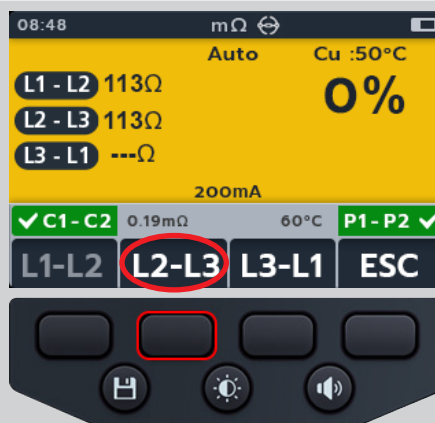 08:48 mΩ
Auto Cu :50°C
L1 - L2 113Ω 0%
L2 - L3 113Ω
L3 - L1 ---Ω
200mA
✓ C1 - C2 0.19mΩ 60°C P1 - P2 ✓
L1-L2 L2-L3 L3-L1 ESC